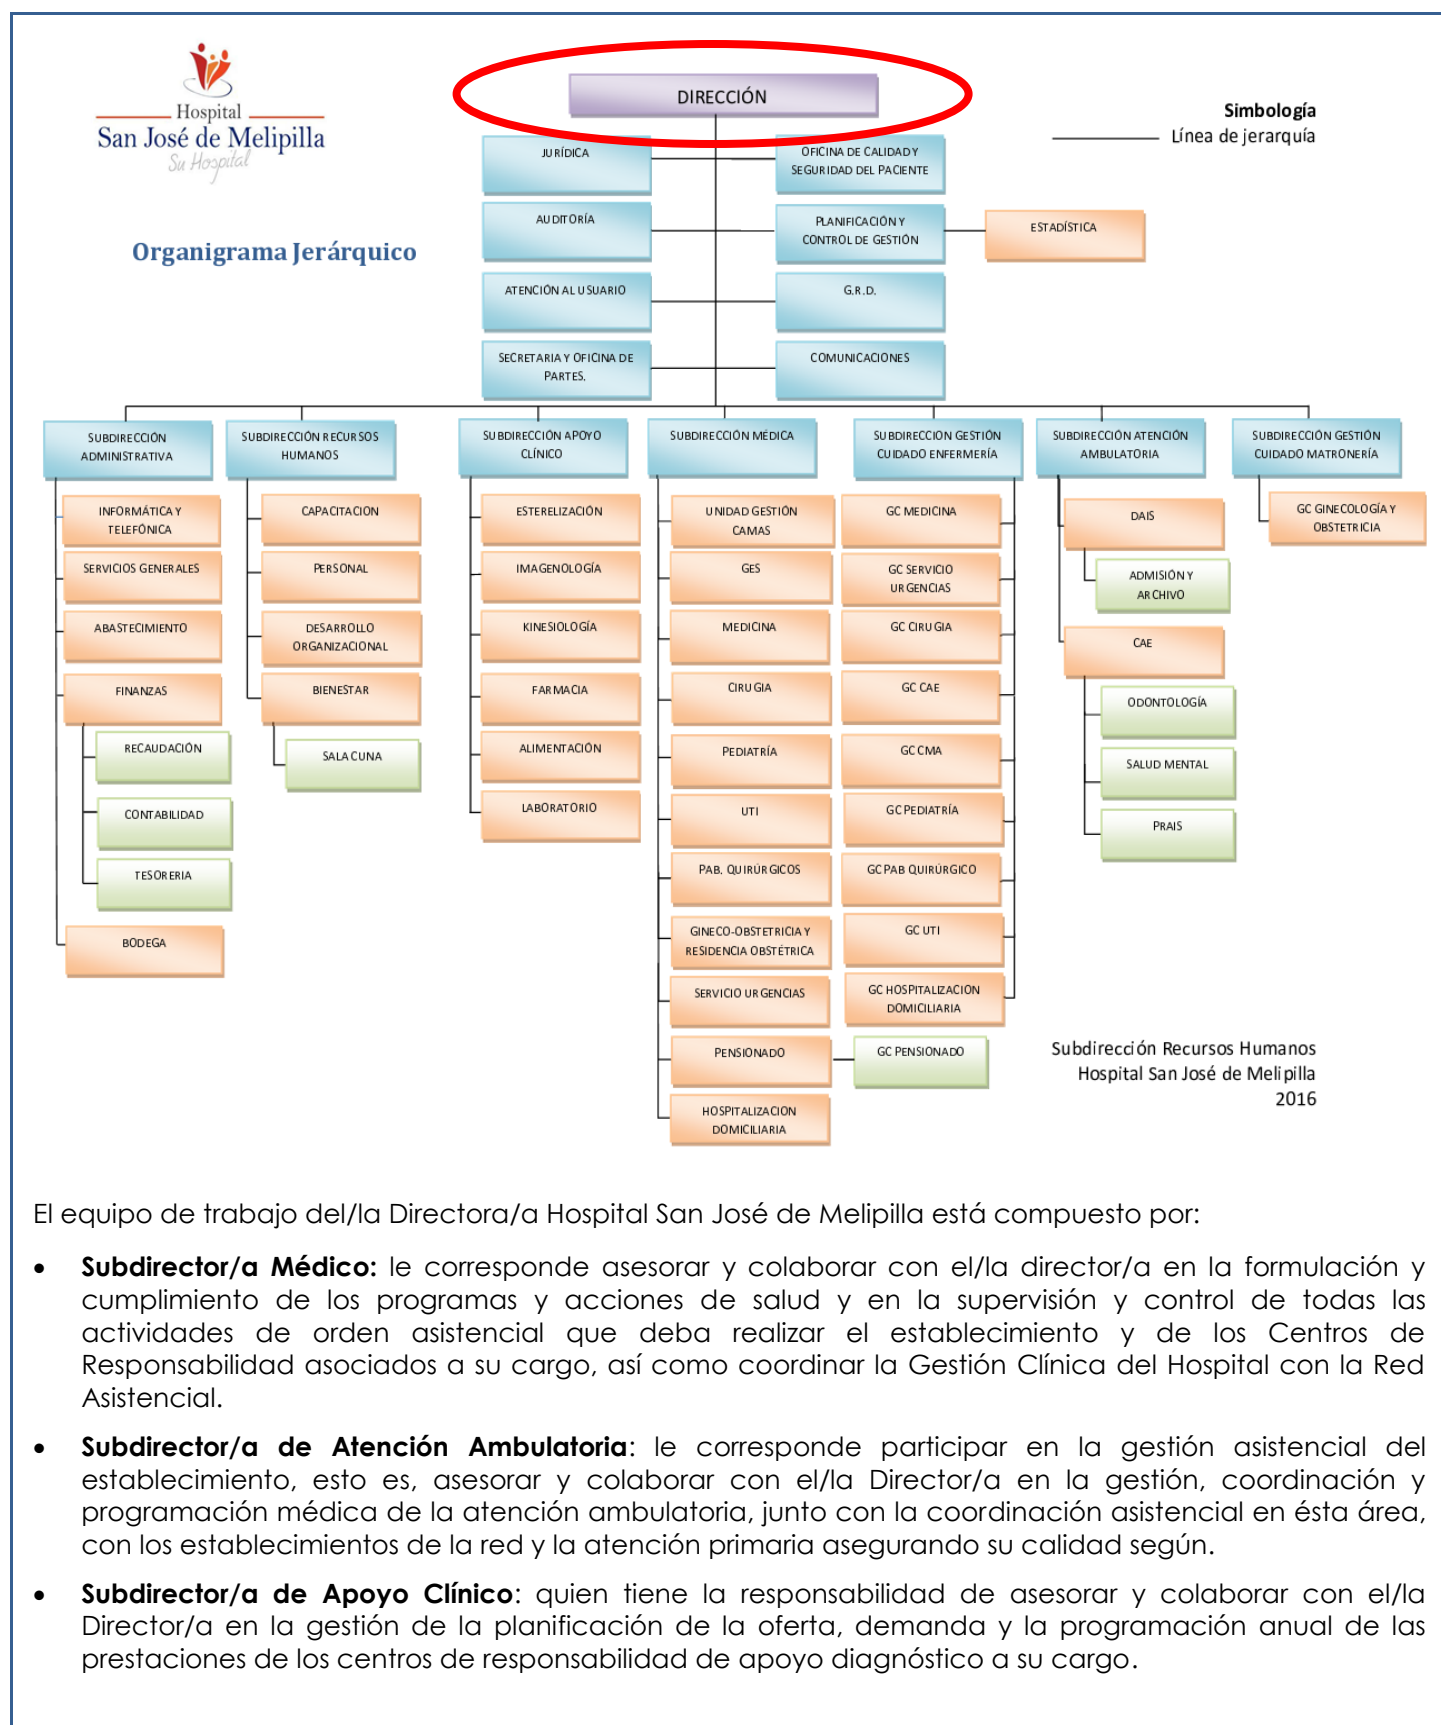 Hospital
San José de Melipilla
Su Hospital
Organigrama Jerárquico
Simbología
Línea de jerarquía
DIRECCIÓN
JURÍDICA
OFICINA DE CALIDAD Y
SEGURIDAD DEL PACIENTE
AUDITORÍA
PLANIFICACIÓN Y
CONTROL DE GESTIÓN
ESTADÍSTICA
ATENCIÓN AL USUARIO
G.R.D.
SECRETARIA Y OFICINA DE
PARTES.
COMUNICACIONES
SUBDIRECCIÓN
ADMINISTRATIVA
INFORMÁTICA Y
TELEFÓNICA
SERVICIOS GENERALES
ABASTECIMIENTO
FINANZAS
RECAUDACIÓN
CONTABILIDAD
TESORERIA
BODEGA
SUBDIRECCIÓN RECURSOS
HUMANOS
CAPACITACION
PERSONAL
DESARROLLO
ORGANIZACIONAL
BIENESTAR
SALA CUNA
SUBDIRECCIÓN APOYO
CLÍNICO
ESTERELIZACIÓN
IMAGENOLOGÍA
KINESIOLOGÍA
FARMACIA
ALIMENTACIÓN
LABORATORIO
SUBDIRECCIÓN MÉDICA
UNIDAD GESTIÓN
CAMAS
GES
MEDICINA
CIRUGIA
PEDIATRÍA
UTI
PAB. QUIRÚRGICOS
GINECO-OBSTETRICIA Y
RESIDENCIA OBSTÉTRICA
SERVICIO URGENCIAS
PENSIONADO
GC PENSIONADO
HOSPITALIZACION
DOMICILIARIA
SUBDIRECCION GESTIÓN
CUIDADO ENFERMERÍA
GC MEDICINA
GC SERVICIO
URGENCIAS
GC CIRUGIA
GC CAE
GC CMA
GC PEDIATRÍA
GC PAB QUIRÚRGICO
GC UTI
GC HOSPITALIZACION
DOMICILIARIA
SUBDIRECCIÓN ATENCIÓN
AMBULATORIA
DAIS
ADMISIÓN Y
ARCHIVO
CAE
ODONTOLOGÍA
SALUD MENTAL
PRAIS
SUBDIRECCIÓN GESTIÓN
CUIDADO MATRONERÍA
GC GINECOLOGÍA Y
OBSTETRICIA
Subdirección Recursos Humanos
Hospital San José de Melipilla
2016
El equipo de trabajo del/la Directora/a Hospital San José de Melipilla está compuesto por:
• Subdirector/a Médico: le corresponde asesorar y colaborar con el/la director/a en la formulación y
cumplimiento de los programas y acciones de salud y en la supervisión y control de todas las
actividades de orden asistencial que deba realizar el establecimiento y de los Centros de
Responsabilidad asociados a su cargo, así como coordinar la Gestión Clínica del Hospital con la Red
Asistencial.
• Subdirector/a de Atención Ambulatoria: le corresponde participar en la gestión asistencial del
establecimiento, esto es, asesorar y colaborar con el/la Director/a en la gestión, coordinación y
programación médica de la atención ambulatoria, junto con la coordinación asistencial en ésta área,
con los establecimientos de la red y la atención primaria asegurando su calidad según.
• Subdirector/a de Apoyo Clínico: quien tiene la responsabilidad de asesorar y colaborar con el/la
Director/a en la gestión de la planificación de la oferta, demanda y la programación anual de las
prestaciones de los centros de responsabilidad de apoyo diagnóstico a su cargo.